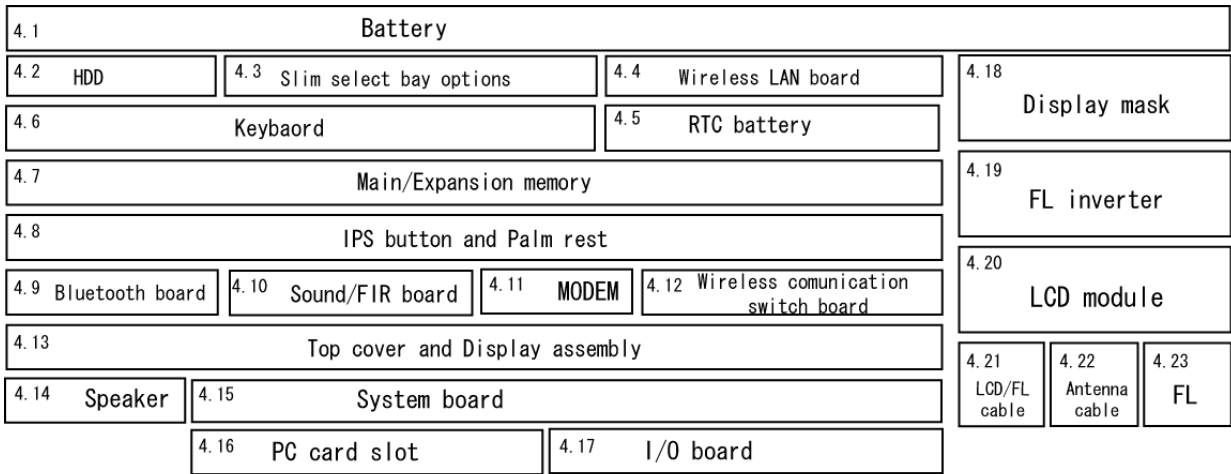 4.1 Battery
4.2 HDD
4.3 Slim select bay options
4.4 Wireless LAN board
4.18 Display mask
4.6 Keybaord
4.5 RTC battery
4.7 Main/Expansion memory
4.19 FL inverter
4.8 IPS button and Palm rest
4.9 Bluetooth board
4.10 Sound/FIR board
4.11 MODEM
4.12 Wireless comunication
switch board
4.20 LCD module
4.13 Top cover and Display assembly
4.14 Speaker
4.15 System board
4.21
LCD/FL
cable
4.22
Antenna
cable
4.23
FL
4.16 PC card slot
4.17 I/O board